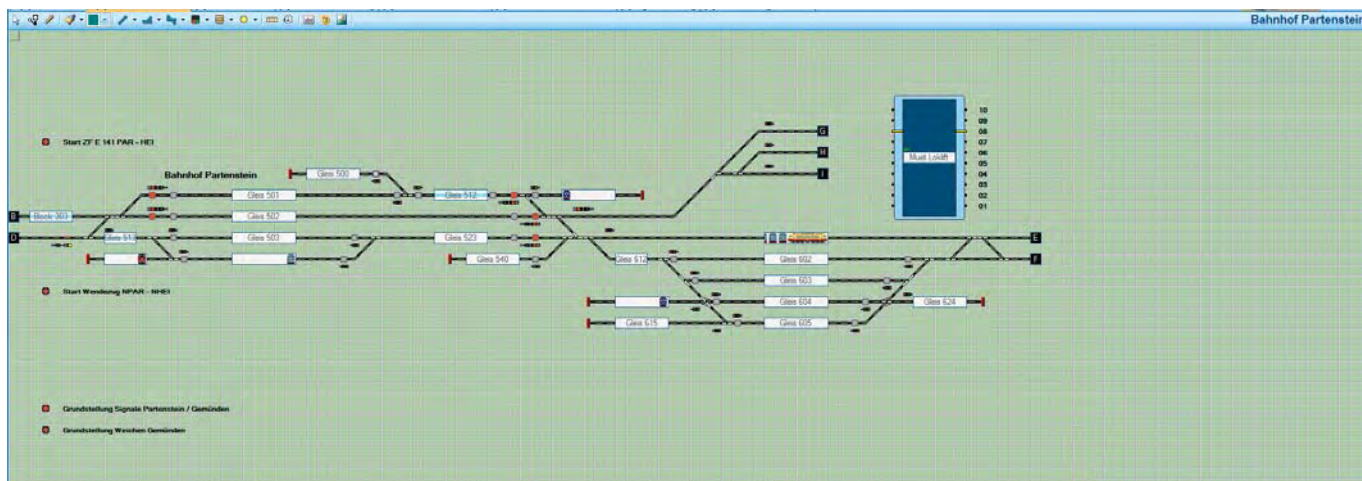 Bahnhof Partenstein
10
09
08
07
06
05
04
03
02
01
Muet Loklift
Start ZF E 141 PAR - HEI
G
H
I
Bahnhof Partenstein
Gleis 500
Gleis 501
Gleis 512
B
Block 303
Gleis 502
D
Gleis 503
Gleis 523
E
Gleis 540
Gleis 612
Gleis 602
F
Gleis 603
Start Wendezug NPAR - NHEI
Gleis 604
Gleis 624
Gleis 615
Gleis 605
Grundstellung Signale Partenstein / Gemünden
Grundstellung Weichen Gemünden